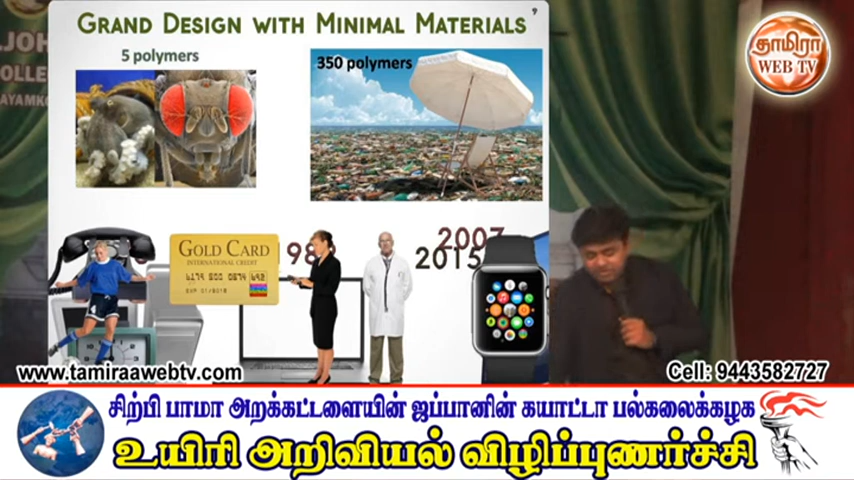 GRAND DESIGN WITH MINIMAL MATERIALS
9
5 polymers
350 polymers
தாமிரா
WEB TV
GOLD CARD
INTERNATIONAL CREDIT
2007
2015
www.tamiraawebtv.com
Cell: 9443582727
சிற்பி பாமா அறக்கட்டளையின் ஜப்பானின் கயாட்டா பல்கலைக்கழக
உயிரி அறிவியல் விழிப்புணர்ச்சி